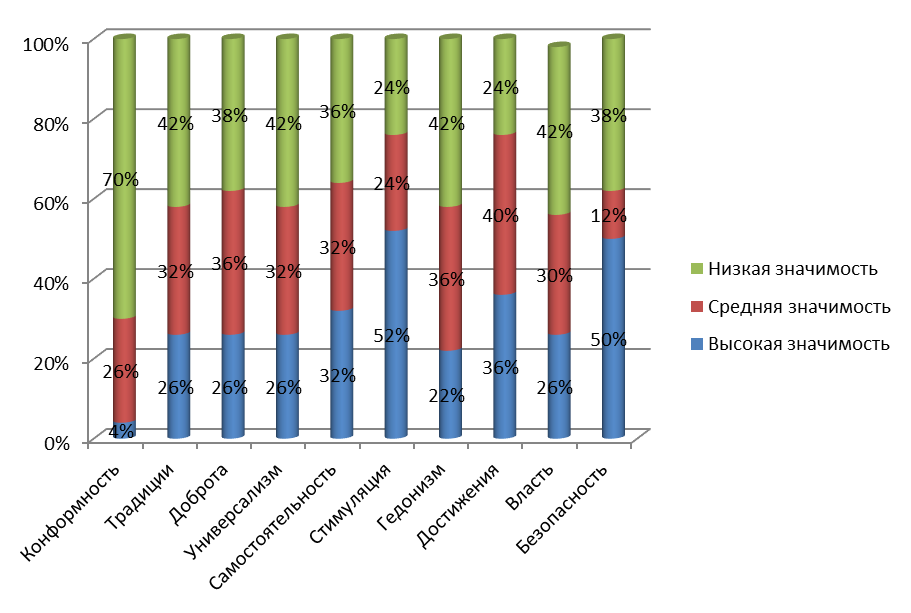 100%
80%
60%
40%
20%
0%
70% 42% 38% 42% 36% 24% 42% 24% 42% 38%
26% 32% 36% 32% 32% 24% 36% 40% 30% 12%
4% 26% 26% 26% 32% 52% 22% 36% 26% 50%
Конформность
Традиции
Доброта
Универсализм
Самостоятельность
Стимуляция
Гедонизм
Достижения
Власть
Безопасность
Низкая значимость
Средняя значимость
Высокая значимость